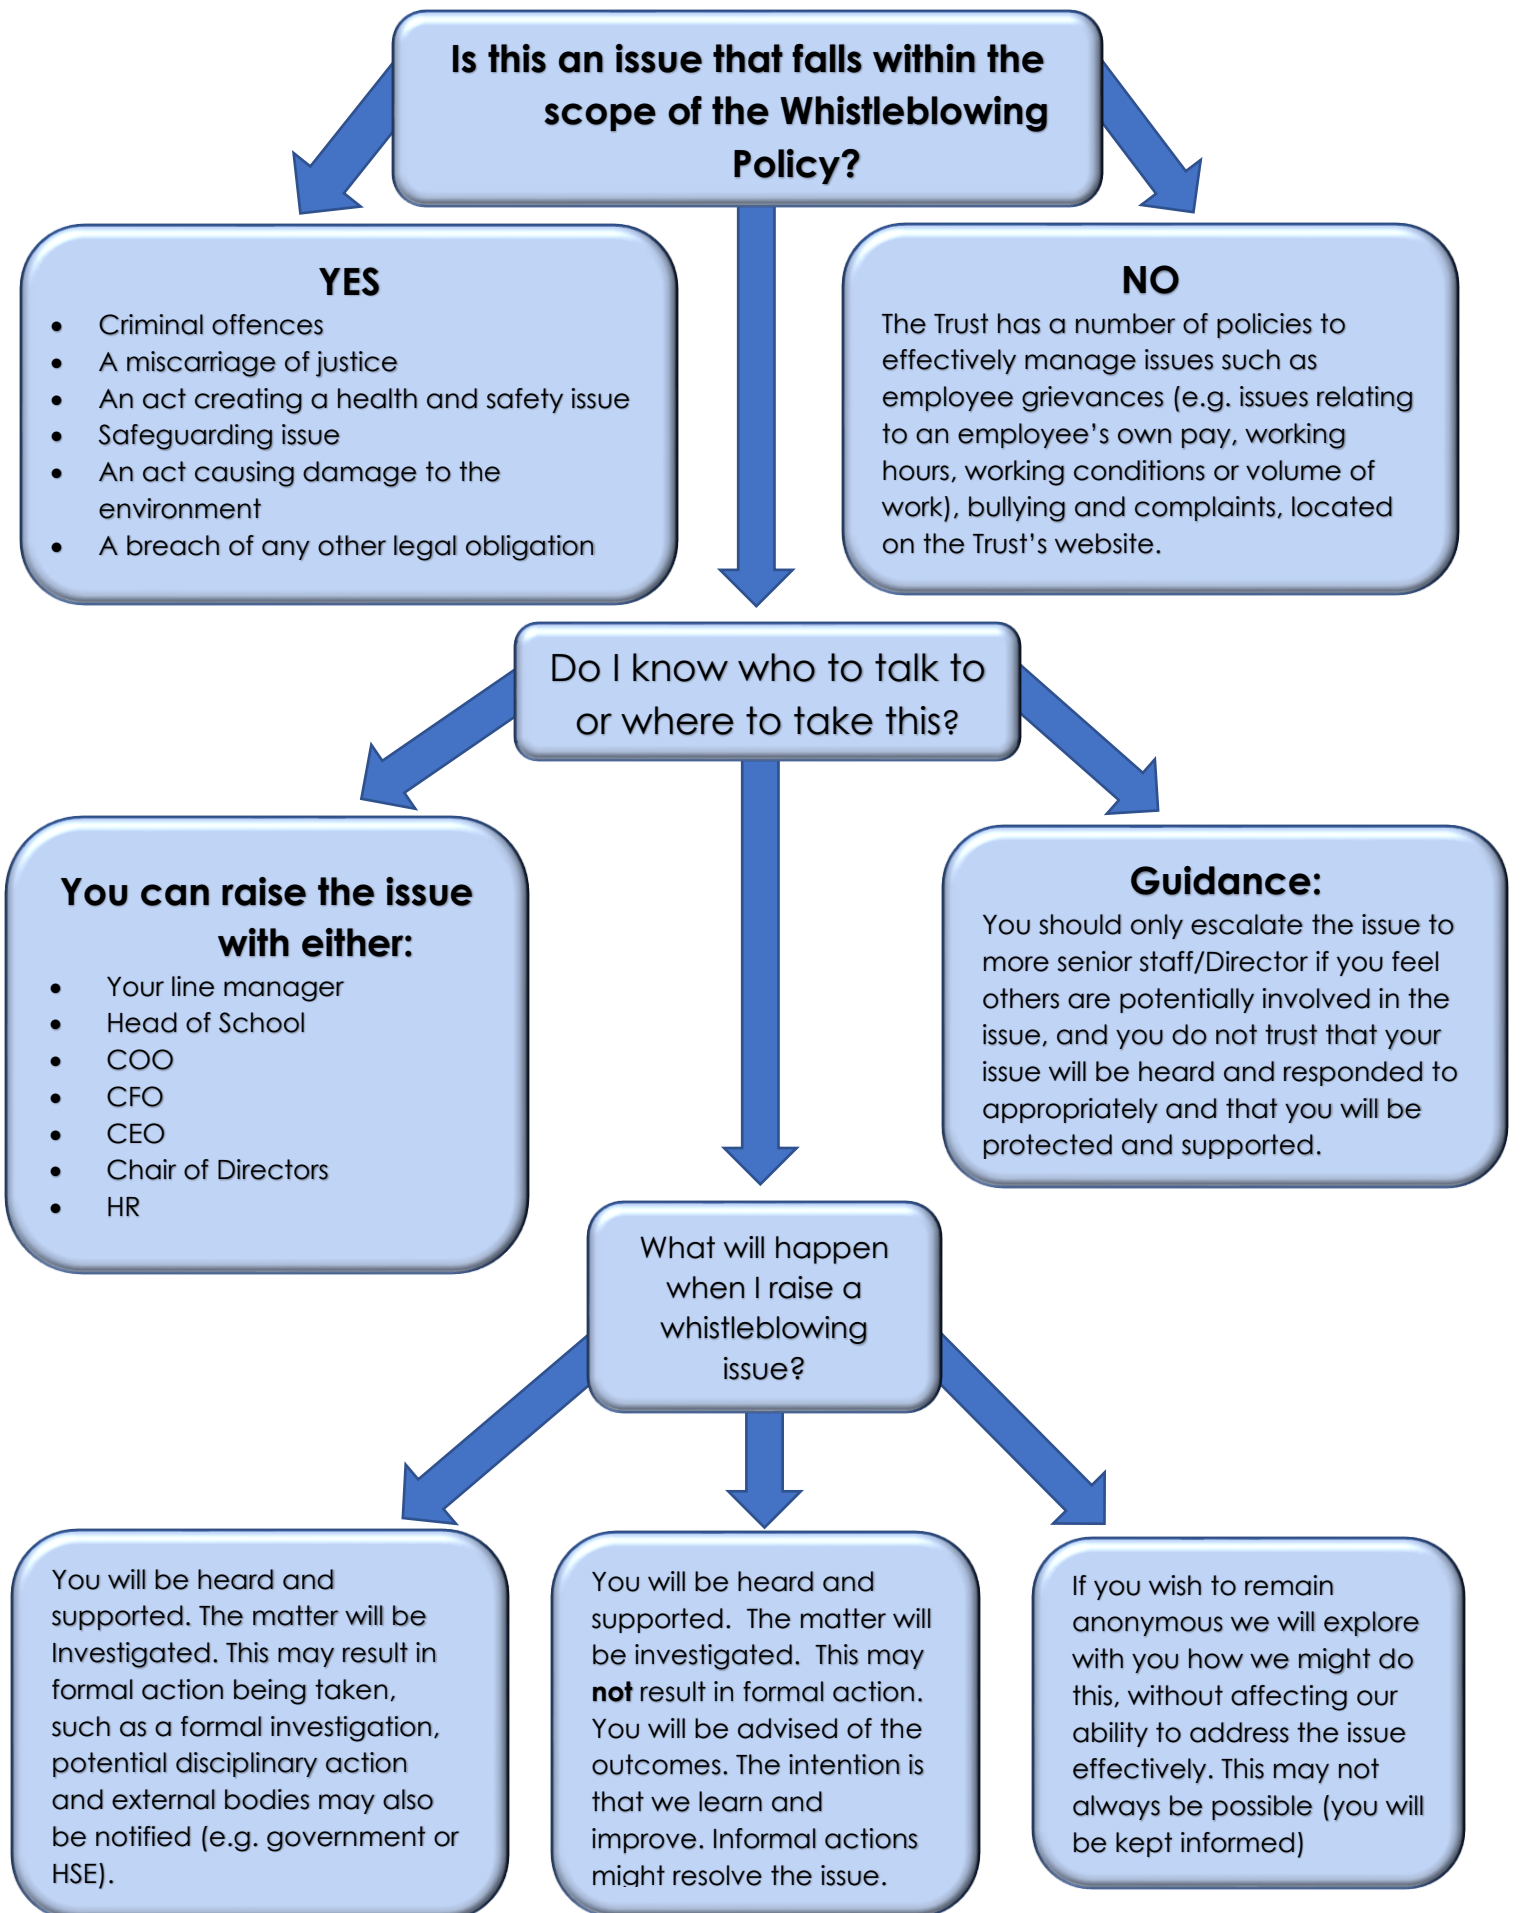 Is this an issue that falls within the
scope of the Whistleblowing
Policy?
YES
• Criminal offences
• A miscarriage of justice
• An act creating a health and safety issue
• Safeguarding issue
• An act causing damage to the
environment
• A breach of any other legal obligation
NO
The Trust has a number of policies to
effectively manage issues such as
employee grievances (e.g. issues relating
to an employee’s own pay, working
hours, working conditions or volume of
work), bullying and complaints, located
on the Trust’s website.
Do I know who to talk to
or where to take this?
You can raise the issue
with either:
• Your line manager
• Head of School
• COO
• CFO
• CEO
• Chair of Directors
• HR
Guidance:
You should only escalate the issue to
more senior staff/Director if you feel
others are potentially involved in the
issue, and you do not trust that your
issue will be heard and responded to
appropriately and that you will be
protected and supported.
What will happen
when I raise a
whistleblowing
issue?
You will be heard and
supported. The matter will be
Investigated. This may result in
formal action being taken,
such as a formal investigation,
potential disciplinary action
and external bodies may also
be notified (e.g. government or
HSE).
You will be heard and
supported.  The matter will
be investigated.  This may
not result in formal action.
You will be advised of the
outcomes. The intention is
that we learn and
improve. Informal actions
might resolve the issue.
If you wish to remain
anonymous we will explore
with you how we might do
this, without affecting our
ability to address the issue
effectively. This may not
always be possible (you will
be kept informed)